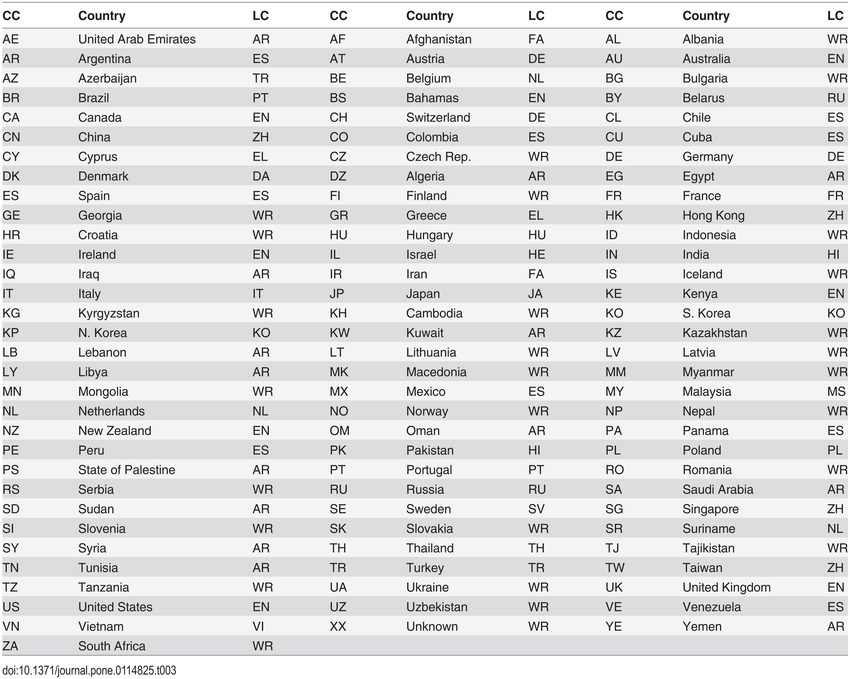 CC Country LC CC Country LC CC Country LC
AE United Arab Emirates AR AF Afghanistan FA AL Albania WR
AR Argentina ES AT Austria DE AU Australia EN
AZ Azerbaijan TR BE Belgium NL BG Bulgaria WR
BR Brazil PT BS Bahamas EN BY Belarus RU
CA Canada EN CH Switzerland DE CL Chile ES
CN China ZH CO Colombia ES CU Cuba ES
CY Cyprus EL CZ Czech Rep. WR DE Germany DE
DK Denmark DA DZ Algeria AR EG Egypt AR
ES Spain ES FI Finland WR FR France FR
GE Georgia WR GR Greece EL HK Hong Kong ZH
HR Croatia WR HU Hungary HU ID Indonesia WR
IE Ireland EN IL Israel HE IN India HI
IQ Iraq AR IR Iran FA IS Iceland WR
IT Italy IT JP Japan JA KE Kenya EN
KG Kyrgyzstan WR KH Cambodia WR KO S. Korea KO
KP N. Korea KO KW Kuwait AR KZ Kazakhstan WR
LB Lebanon AR LT Lithuania WR LV Latvia WR
LY Libya AR MK Macedonia WR MM Myanmar WR
MN Mongolia WR MX Mexico ES MY Malaysia MS
NL Netherlands NL NO Norway WR NP Nepal WR
NZ New Zealand EN OM Oman AR PA Panama ES
PE Peru ES PK Pakistan HI PL Poland PL
PS State of Palestine AR PT Portugal PT RO Romania WR
RS Serbia WR RU Russia RU SA Saudi Arabia AR
SD Sudan AR SE Sweden SV SG Singapore ZH
SI Slovenia WR SK Slovakia WR SR Suriname NL
SY Syria AR TH Thailand TH TJ Tajikistan WR
TN Tunisia AR TR Turkey TR TW Taiwan ZH
TZ Tanzania WR UA Ukraine WR UK United Kingdom EN
US United States EN UZ Uzbekistan WR VE Venezuela ES
VN Vietnam VI XX Unknown WR YE Yemen AR
ZA South Africa WR
doi:10.1371/journal.pone.0114825.t003